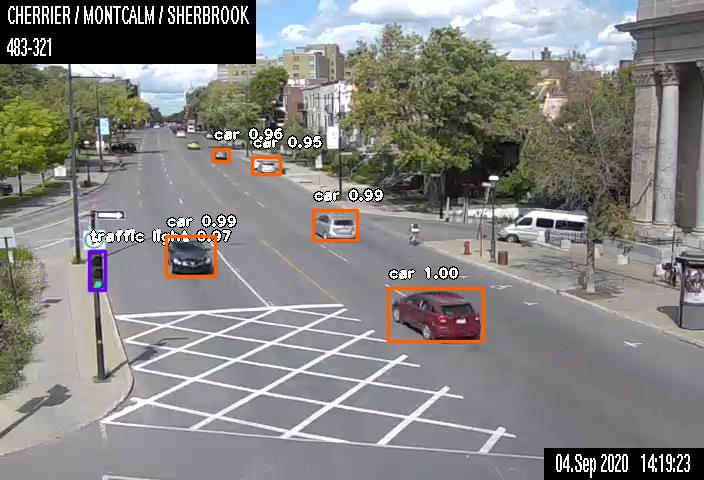 CHERRIER / MONTCALM / SHERBROOK
483-321
car 0.96
car 0.95
car 0.99
car 0.99
traffic light 0.97
car 1.00
04.Sep 2020 14:19:23